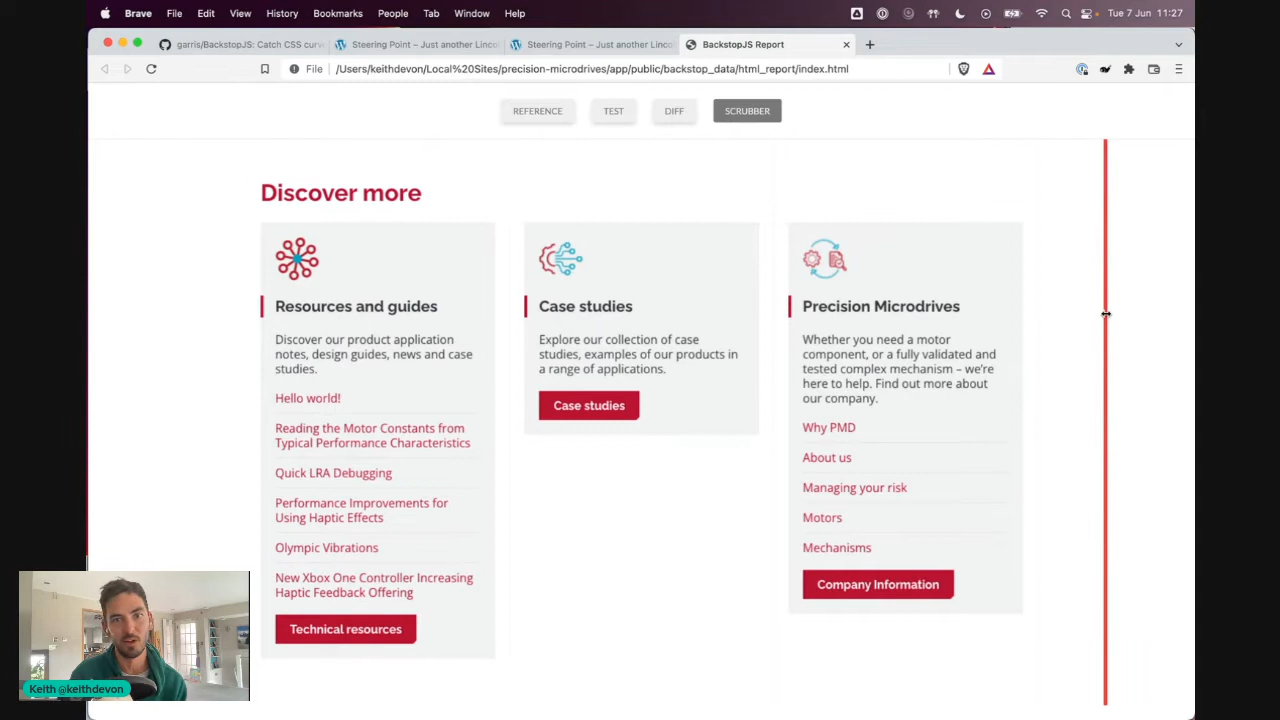 Brave File Edit View History Bookmarks People Tab Window Help Tue 7 Jun 11:27
garris/BackstopJS: Catch CSS curv Steering Point – Just another Linco Steering Point – Just another Linco BackstopJS Report
File /Users/keithdevon/Local%20Sites/precision-microdrives/app/public/backstop_data/html_report/index.html
REFERENCE TEST DIFF SCRUBBER
Discover more
Resources and guides
Discover our product application
notes, design guides, news and case
studies.
Hello world!
Reading the Motor Constants from
Typical Performance Characteristics
Quick LRA Debugging
Performance Improvements for
Using Haptic Effects
Olympic Vibrations
New Xbox One Controller Increasing
Haptic Feedback Offering
Technical resources
Case studies
Explore our collection of case
studies, examples of our products in
a range of applications.
Case studies
Precision Microdrives
Whether you need a motor
component, or a fully validated and
tested complex mechanism – we're
here to help. Find out more about
our company.
Why PMD
About us
Managing your risk
Motors
Mechanisms
Company Information
Keith @keithdevon